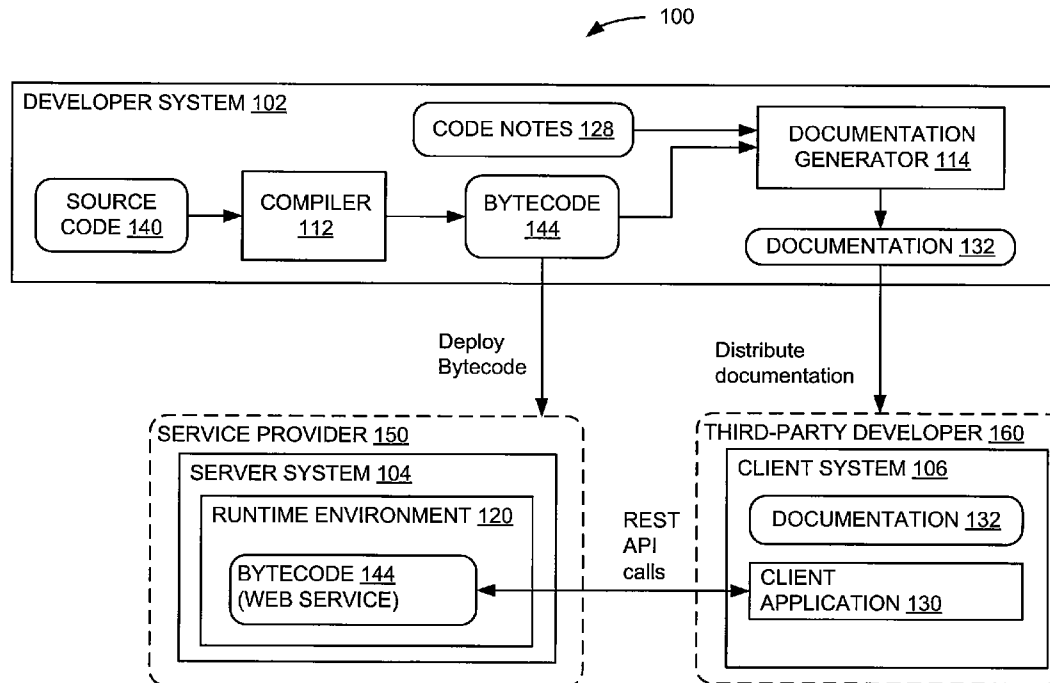 100
DEVELOPER SYSTEM 102
CODE NOTES 128
DOCUMENTATION
GENERATOR 114
SOURCE
CODE 140
COMPILER
112
BYTECODE
144
DOCUMENTATION 132
Deploy
Bytecode
Distribute
documentation
SERVICE PROVIDER 150
SERVER SYSTEM 104
RUNTIME ENVIRONMENT 120
BYTECODE 144
(WEB SERVICE)
REST
API
calls
THIRD-PARTY DEVELOPER 160
CLIENT SYSTEM 106
DOCUMENTATION 132
CLIENT
APPLICATION 130